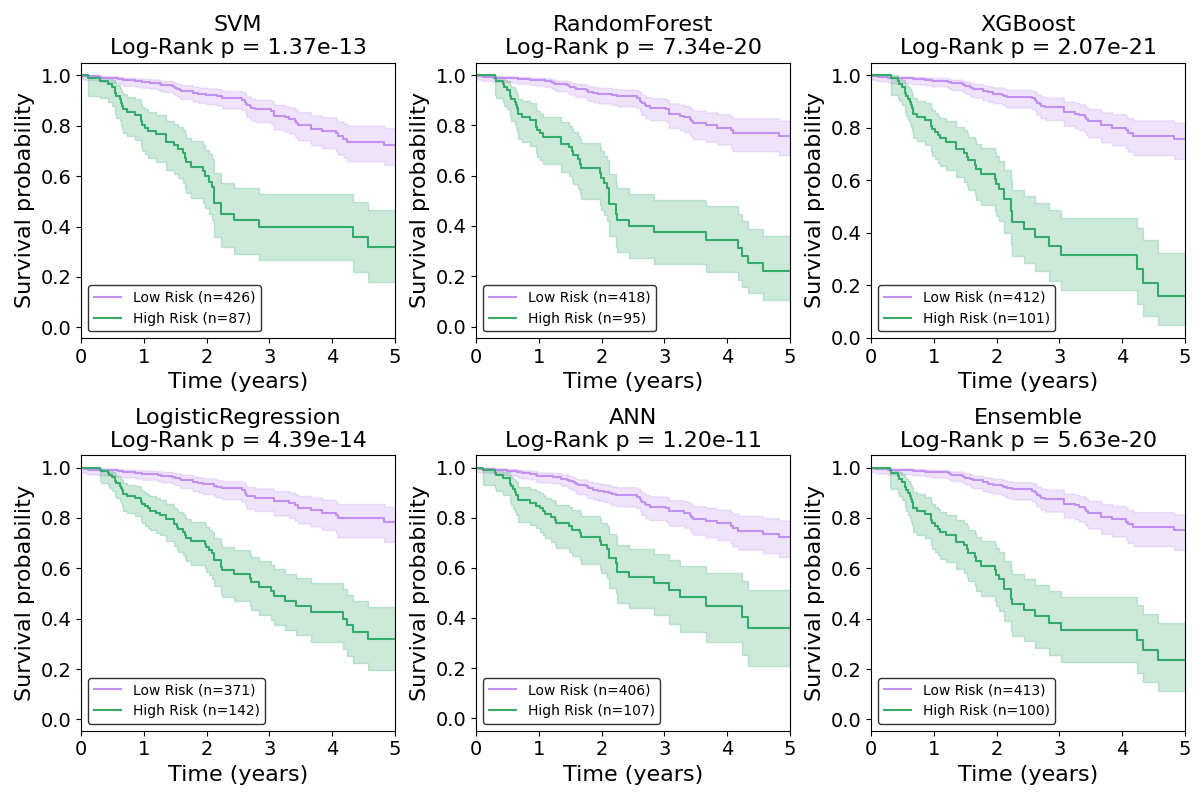 SVM
Log-Rank p = 1.37e-13
Survival probability
1.0
0.8
0.6
0.4
0.2
0.0
Low Risk (n=426)
High Risk (n=87)
0 1 2 3 4 5
Time (years)
RandomForest
Log-Rank p = 7.34e-20
Survival probability
1.0
0.8
0.6
0.4
0.2
0.0
Low Risk (n=418)
High Risk (n=95)
0 1 2 3 4 5
Time (years)
XGBoost
Log-Rank p = 2.07e-21
Survival probability
1.0
0.8
0.6
0.4
0.2
0.0
Low Risk (n=412)
High Risk (n=101)
0 1 2 3 4 5
Time (years)
LogisticRegression
Log-Rank p = 4.39e-14
Survival probability
1.0
0.8
0.6
0.4
0.2
0.0
Low Risk (n=371)
High Risk (n=142)
0 1 2 3 4 5
Time (years)
ANN
Log-Rank p = 1.20e-11
Survival probability
1.0
0.8
0.6
0.4
0.2
0.0
Low Risk (n=406)
High Risk (n=107)
0 1 2 3 4 5
Time (years)
Ensemble
Log-Rank p = 5.63e-20
Survival probability
1.0
0.8
0.6
0.4
0.2
0.0
Low Risk (n=413)
High Risk (n=100)
0 1 2 3 4 5
Time (years)